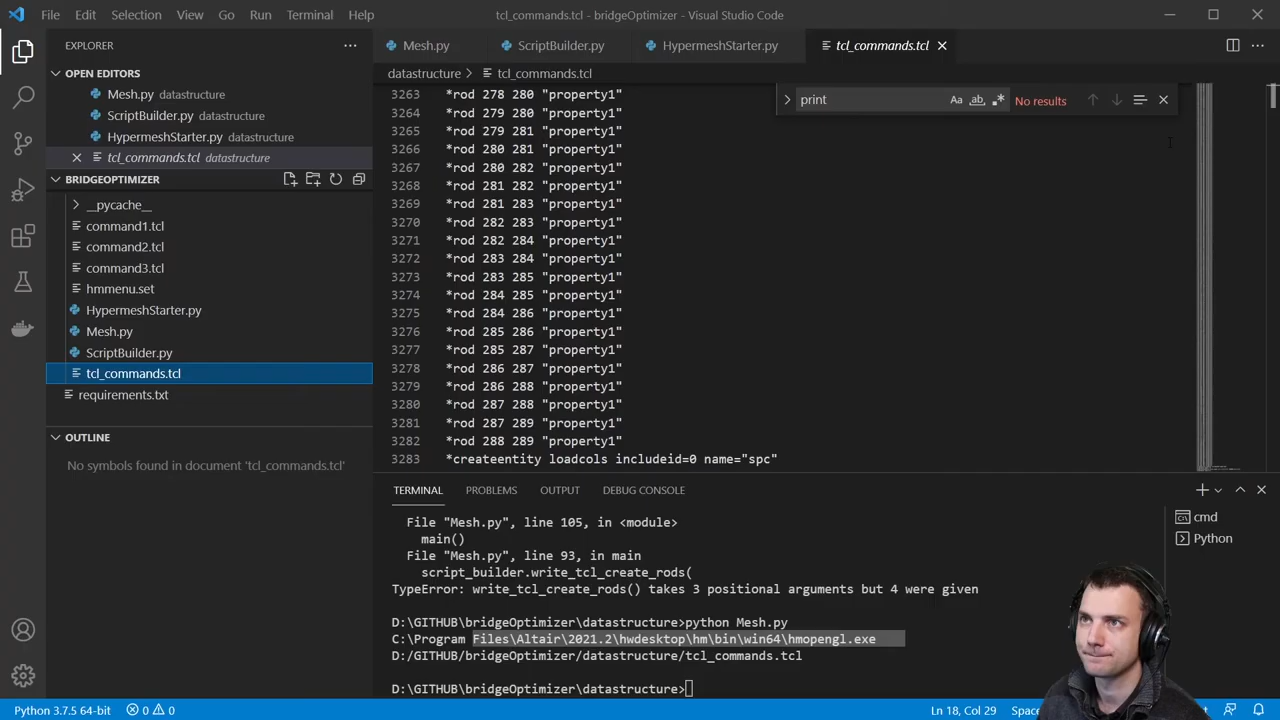 File Edit Selection View Go Run Terminal Help
tcl_commands.tcl - bridgeOptimizer - Visual Studio Code
EXPLORER
OPEN EDITORS
Mesh.py datastructure
ScriptBuilder.py datastructure
HypermeshStarter.py datastructure
tcl_commands.tcl datastructure
BRIDGEOPTIMIZER
__pycache__
command1.tcl
command2.tcl
command3.tcl
hmmenu.set
HypermeshStarter.py
Mesh.py
ScriptBuilder.py
tcl_commands.tcl
requirements.txt
OUTLINE
No symbols found in document 'tcl_commands.tcl'
Mesh.py ScriptBuilder.py HypermeshStarter.py tcl_commands.tcl
datastructure > tcl_commands.tcl
print Aa ab No results
3263 *rod 278 280 "property1"
3264 *rod 279 280 "property1"
3265 *rod 279 281 "property1"
3266 *rod 280 281 "property1"
3267 *rod 280 282 "property1"
3268 *rod 281 282 "property1"
3269 *rod 281 283 "property1"
3270 *rod 282 283 "property1"
3271 *rod 282 284 "property1"
3272 *rod 283 284 "property1"
3273 *rod 283 285 "property1"
3274 *rod 284 285 "property1"
3275 *rod 284 286 "property1"
3276 *rod 285 286 "property1"
3277 *rod 285 287 "property1"
3278 *rod 286 287 "property1"
3279 *rod 286 288 "property1"
3280 *rod 287 288 "property1"
3281 *rod 287 289 "property1"
3282 *rod 288 289 "property1"
3283 *createentity loadcols includeid=0 name="spc"
TERMINAL PROBLEMS OUTPUT DEBUG CONSOLE
cmd
Python
File "Mesh.py", line 105, in <module>
main()
File "Mesh.py", line 93, in main
script_builder.write_tcl_create_rods(
TypeError: write_tcl_create_rods() takes 3 positional arguments but 4 were given
D:\GITHUB\bridgeOptimizer\datastructure>python Mesh.py
C:\Program Files\Altair\2021.2\hwdesktop\hm\bin\win64\hmopengl.exe
D:/GITHUB/bridgeOptimizer/datastructure/tcl_commands.tcl
D:\GITHUB\bridgeOptimizer\datastructure>
Python 3.7.5 64-bit 0 0 Ln 18, Col 29